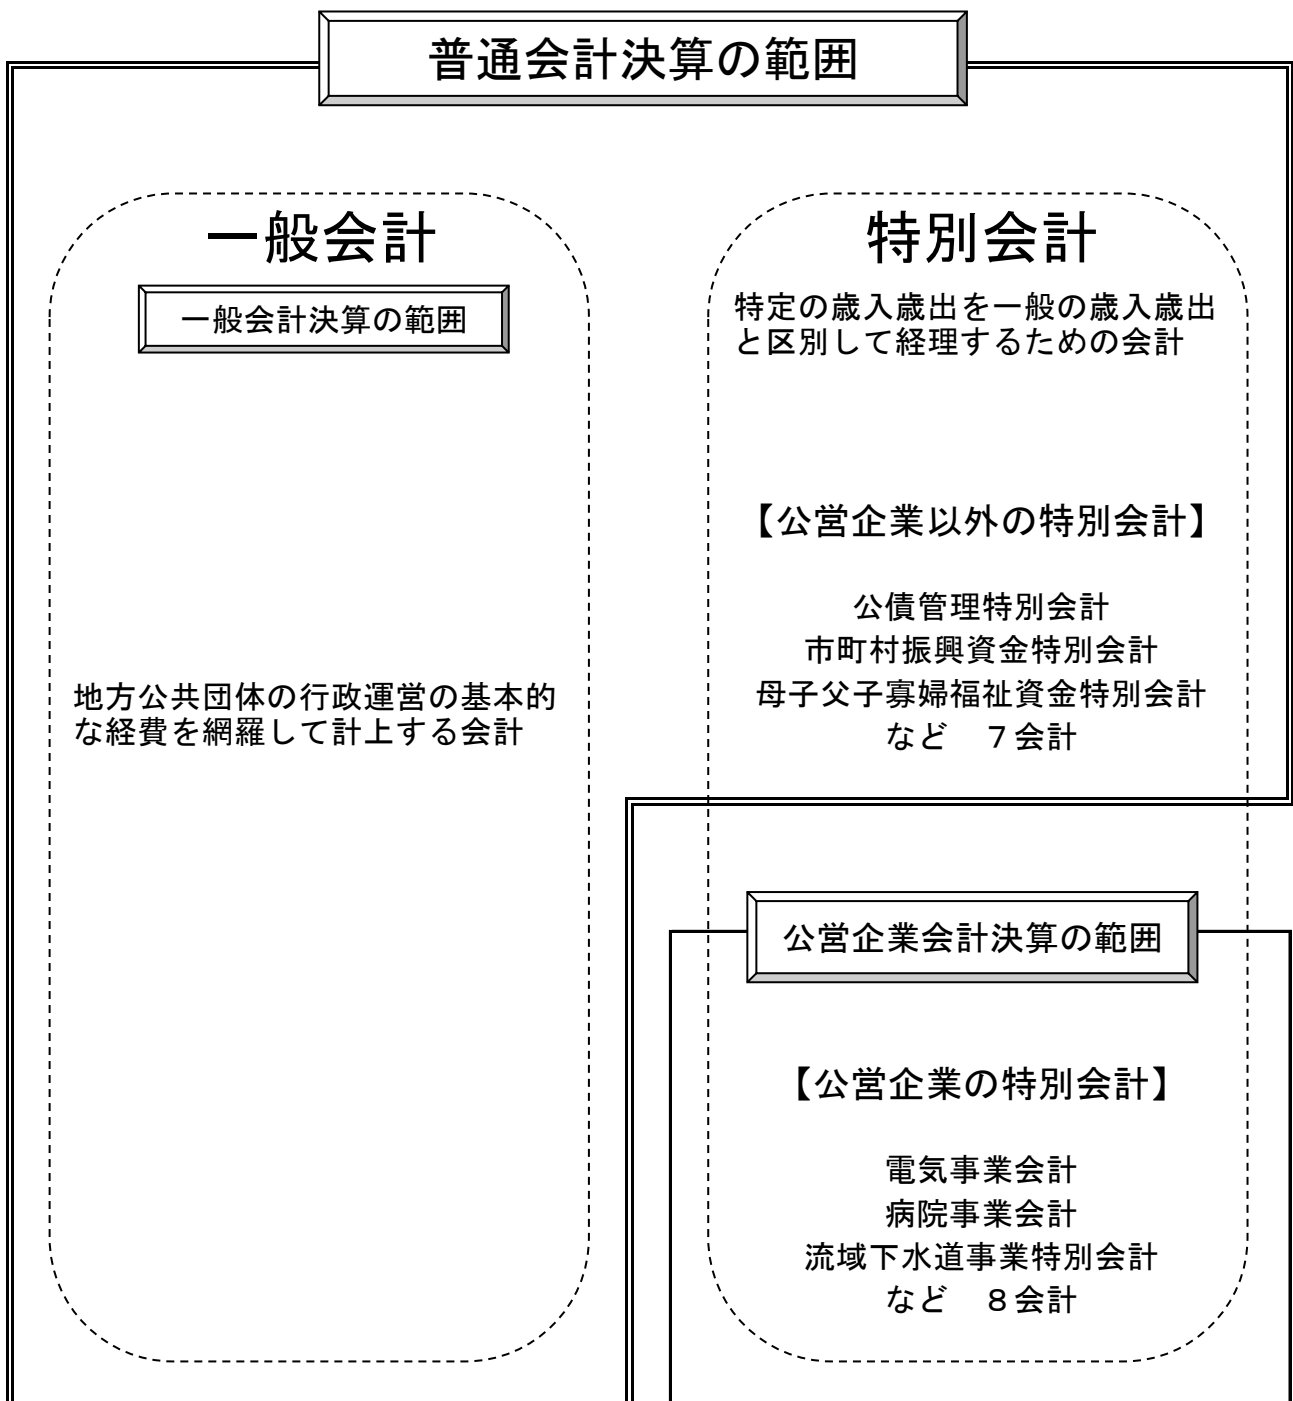 普通会計決算の範囲
一般会計
一般会計決算の範囲
地方公共団体の行政運営の基本的
な経費を網羅して計上する会計
特別会計
特定の歳入歳出を一般の歳入歳出
と区別して経理するための会計
【公営企業以外の特別会計】
公債管理特別会計
市町村振興資金特別会計
母子父子寡婦福祉資金特別会計
など　７会計
公営企業会計決算の範囲
【公営企業の特別会計】
電気事業会計
病院事業会計
流域下水道事業特別会計
など　８会計